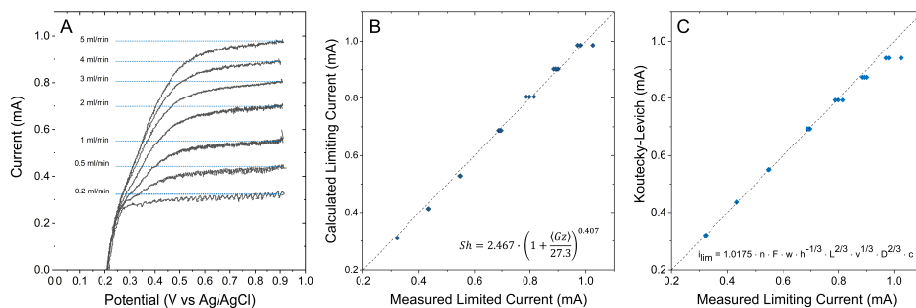 A
1.0
0.8
0.6
0.4
0.2
0.0
Current (mA)
5 ml/min
4 ml/min
3 ml/min
2 ml/min
1 ml/min
0.5 ml/min
0.2 ml/min
0.0 0.1 0.2 0.3 0.4 0.5 0.6 0.7 0.8 0.9 1.0
Potential (V vs Ag/AgCl)
B
1.0
0.8
0.6
0.4
0.2
Calculated Limiting Current (mA)
Sh = 2.467 · (1 + ⟨Gz⟩/27.3)^0.407
0.2 0.4 0.6 0.8 1.0
Measured Limited Current (mA)
C
1.0
0.8
0.6
0.4
0.2
Koutecky-Levich (mA)
i_lim = 1.0175 · n · F · w · h^-1/3 · L^2/3 · v^1/3 · D^2/3 · c
0.2 0.4 0.6 0.8 1.0
Measured Limiting Current (mA)